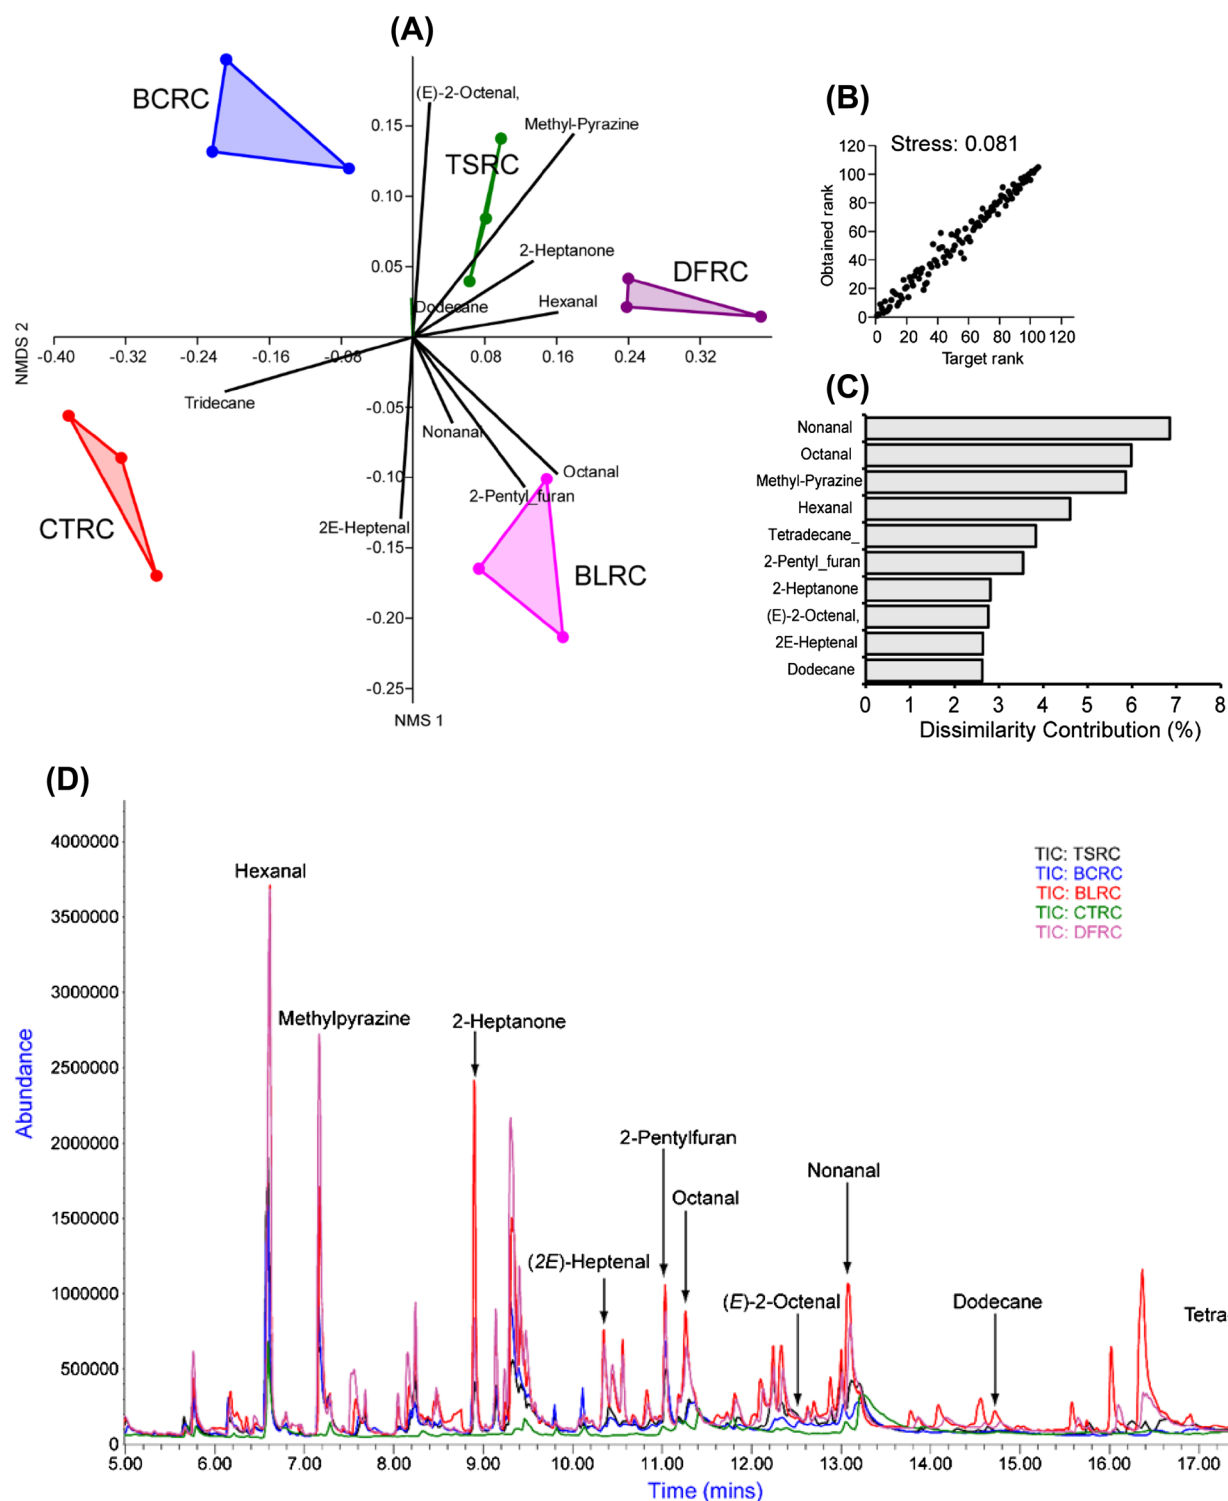 (A)
BCRC
(E)-2-Octenal,
Methyl-Pyrazine
TSRC
2-Heptanone
DFRC
Dodecane
Hexanal
Tridecane
Nonanal
Octanal
2-Pentyl_furan
2E-Heptenal
CTRC
BLRC
0.15
0.10
0.05
-0.05
-0.10
-0.15
-0.20
-0.25
-0.40 -0.32 -0.24 -0.16 -0.08 0.08 0.16 0.24 0.32
NMDS 2
NMS 1
(B)
Stress: 0.081
120
100
80
60
40
20
0
0 20 40 60 80 100 120
Obtained rank
Target rank
(C)
Nonanal
Octanal
Methyl-Pyrazine
Hexanal
Tetradecane_
2-Pentyl_furan
2-Heptanone
(E)-2-Octenal,
2E-Heptenal
Dodecane
0 1 2 3 4 5 6 7 8
Dissimilarity Contribution (%)
(D)
TIC: TSRC
TIC: BCRC
TIC: BLRC
TIC: CTRC
TIC: DFRC
Hexanal
Methylpyrazine
2-Heptanone
2-Pentylfuran
Nonanal
Octanal
(2E)-Heptenal
(E)-2-Octenal
Dodecane
Tetra
4000000
3500000
3000000
2500000
2000000
1500000
1000000
500000
0
Abundance
5.00 6.00 7.00 8.00 9.00 10.00 11.00 12.00 13.00 14.00 15.00 16.00 17.00
Time (mins)